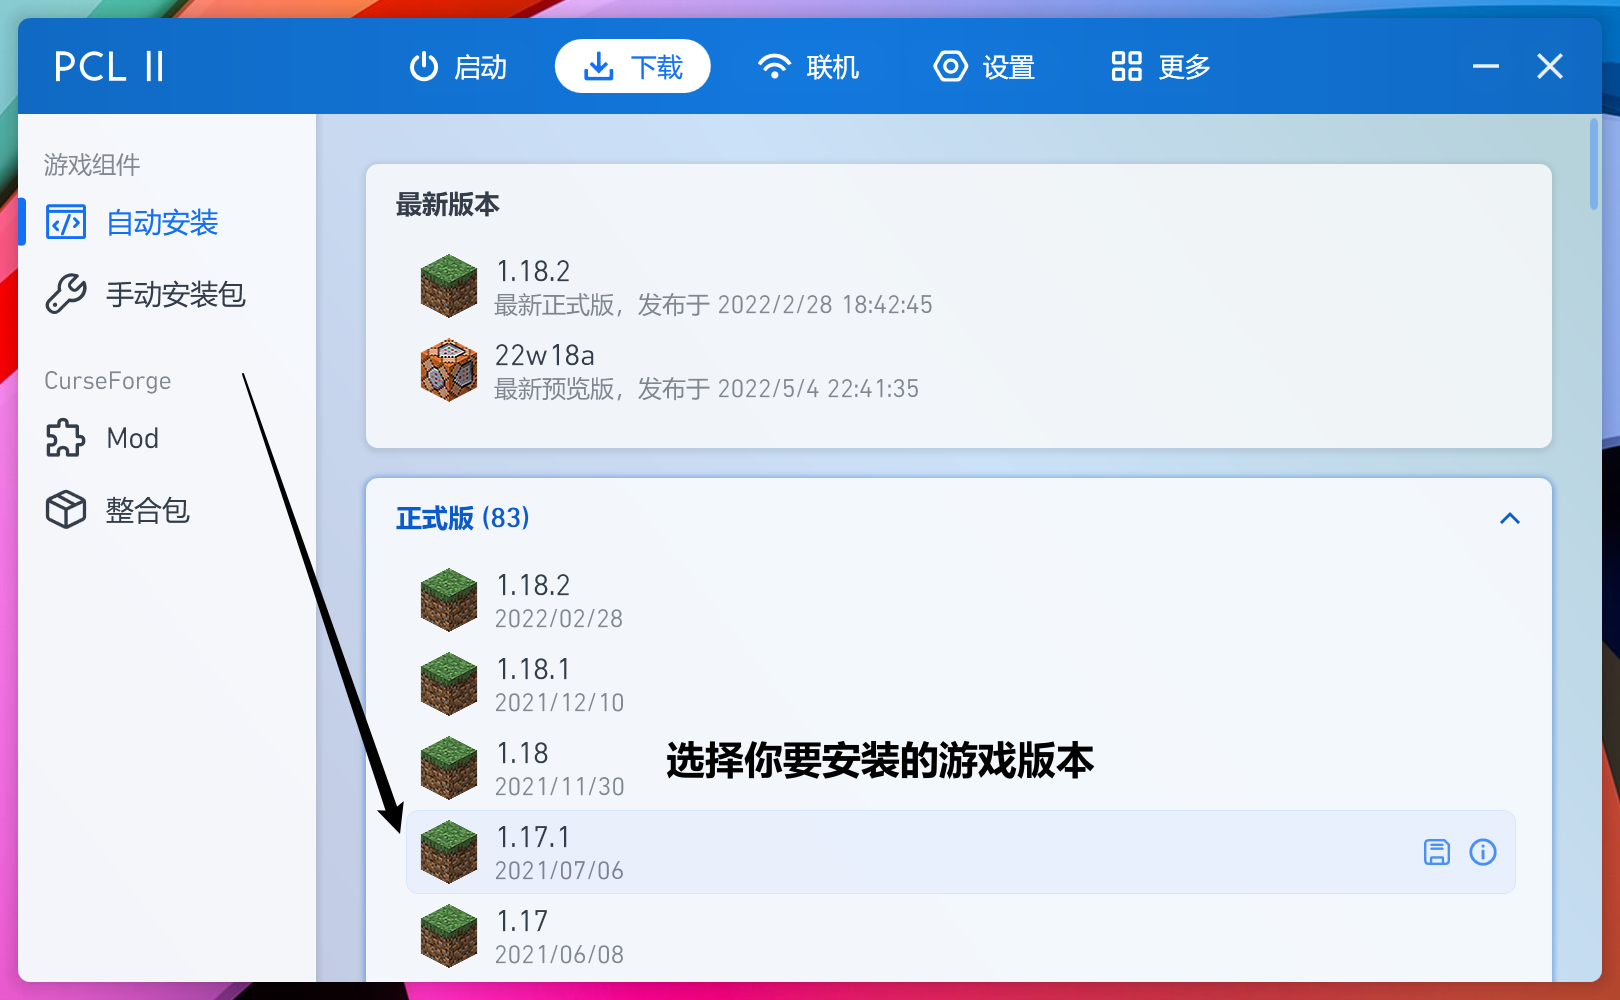 PCL II
启动
下载
联机
设置
更多
游戏组件
自动安装
手动安装包
CurseForge
Mod
整合包
最新版本
1.18.2
最新正式版，发布于 2022/2/28 18:42:45
22w18a
最新预览版，发布于 2022/5/4 22:41:35
正式版 (83)
1.18.2
2022/02/28
1.18.1
2021/12/10
1.18
2021/11/30
选择你要安装的游戏版本
1.17.1
2021/07/06
1.17
2021/06/08